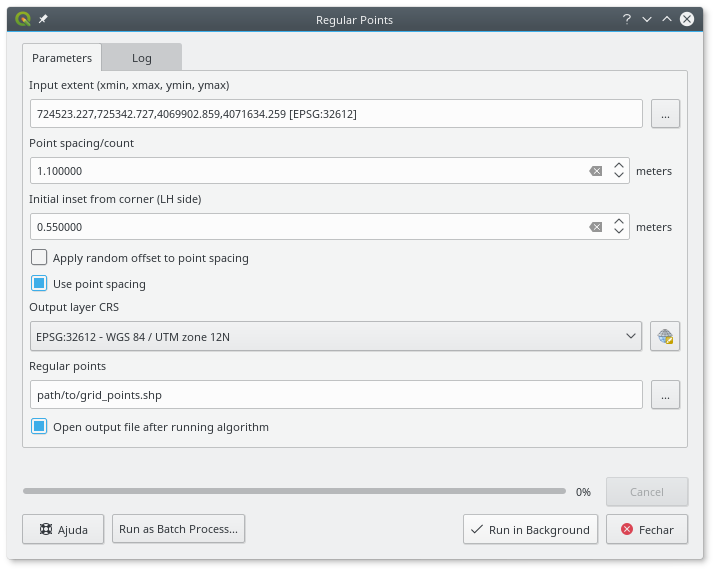 Regular Points
Parameters
Log
Input extent (xmin, xmax, ymin, ymax)
724523.227,725342.727,4069902.859,4071634.259 [EPSG:32612]
...
Point spacing/count
1.100000
meters
Initial inset from corner (LH side)
0.550000
meters
Apply random offset to point spacing
Use point spacing
Output layer CRS
EPSG:32612 - WGS 84 / UTM zone 12N
Regular points
path/to/grid_points.shp
...
Open output file after running algorithm
0%
Cancel
Ajuda
Run as Batch Process...
Run in Background
Fechar